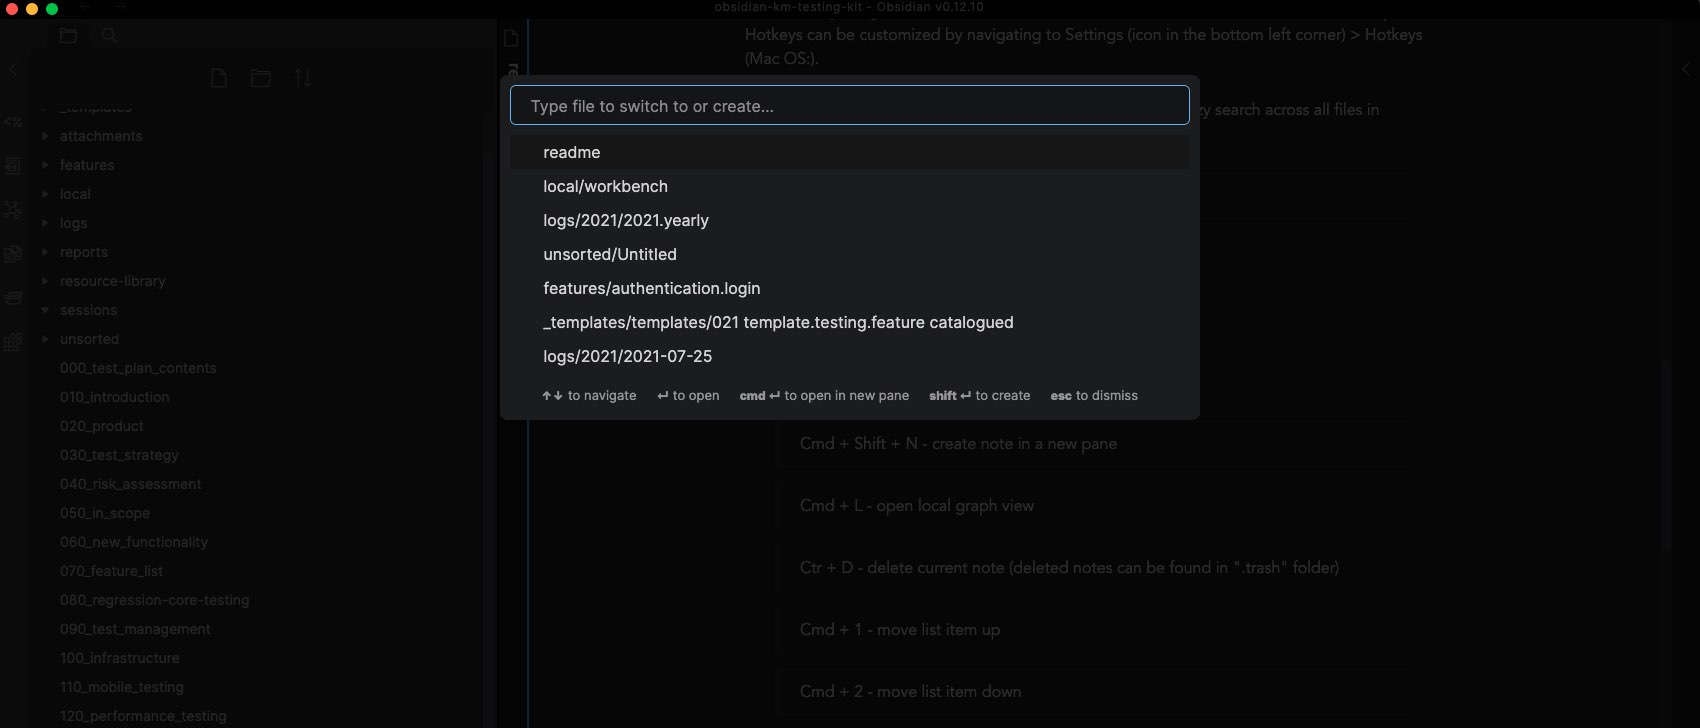 obsidian-km-testing-kit - Obsidian v0.12.10
_templates
attachments
features
local
logs
reports
resource-library
sessions
unsorted
000_test_plan_contents
010_introduction
020_product
030_test_strategy
040_risk_assessment
050_in_scope
060_new_functionality
070_feature_list
080_regression-core-testing
090_test_management
100_infrastructure
110_mobile_testing
120_performance_testing
re
Hotkeys can be customized by navigating to Settings (icon in the bottom left corner) > Hotkeys
(Mac OS:).
zy search across all files in
Type file to switch to or create...
readme
local/workbench
logs/2021/2021.yearly
unsorted/Untitled
features/authentication.login
_templates/templates/021 template.testing.feature catalogued
logs/2021/2021-07-25
↑↓ to navigate ↵ to open cmd ↵ to open in new pane shift ↵ to create esc to dismiss
Cmd + Shift + N - create note in a new pane
Cmd + L - open local graph view
Ctr + D - delete current note (deleted notes can be found in ".trash" folder)
Cmd + 1 - move list item up
Cmd + 2 - move list item down